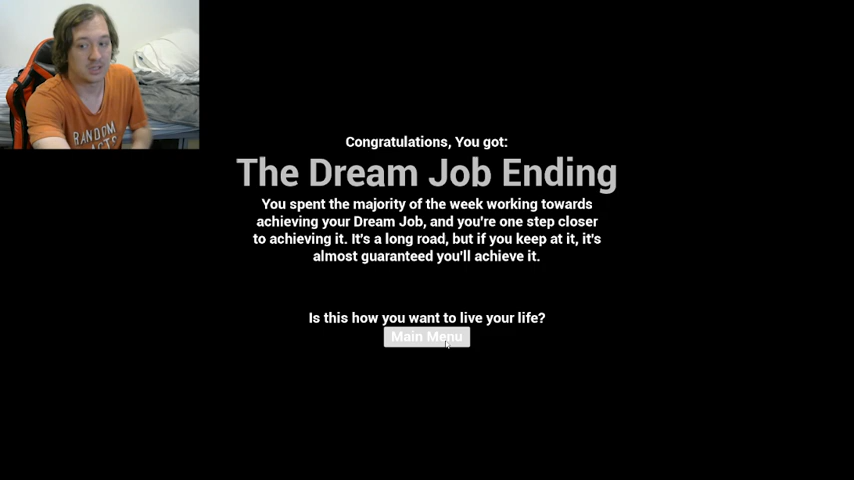 RANDOM
Congratulations, You got:
The Dream Job Ending
You spent the majority of the week working towards
achieving your Dream Job, and you're one step closer
to achieving it. It's a long road, but if you keep at it, it's
almost guaranteed you'll achieve it.
Is this how you want to live your life?
Main Menu